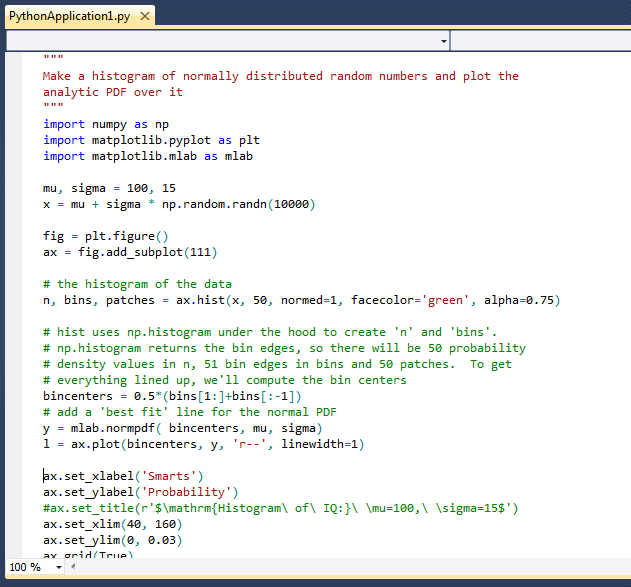 PythonApplication1.py
"""
Make a histogram of normally distributed random numbers and plot the
analytic PDF over it
"""
import numpy as np
import matplotlib.pyplot as plt
import matplotlib.mlab as mlab
mu, sigma = 100, 15
x = mu + sigma * np.random.randn(10000)
fig = plt.figure()
ax = fig.add_subplot(111)
# the histogram of the data
n, bins, patches = ax.hist(x, 50, normed=1, facecolor='green', alpha=0.75)
# hist uses np.histogram under the hood to create 'n' and 'bins'.
# np.histogram returns the bin edges, so there will be 50 probability
# density values in n, 51 bin edges in bins and 50 patches.  To get
# everything lined up, we'll compute the bin centers
bincenters = 0.5*(bins[1:]+bins[:-1])
# add a 'best fit' line for the normal PDF
y = mlab.normpdf( bincenters, mu, sigma)
l = ax.plot(bincenters, y, 'r--', linewidth=1)
ax.set_xlabel('Smarts')
ax.set_ylabel('Probability')
#ax.set_title(r'$\mathrm{Histogram\ of\ IQ:}\ \mu=100,\ \sigma=15$')
ax.set_xlim(40, 160)
ax.set_ylim(0, 0.03)
ax.grid(True)
100 %